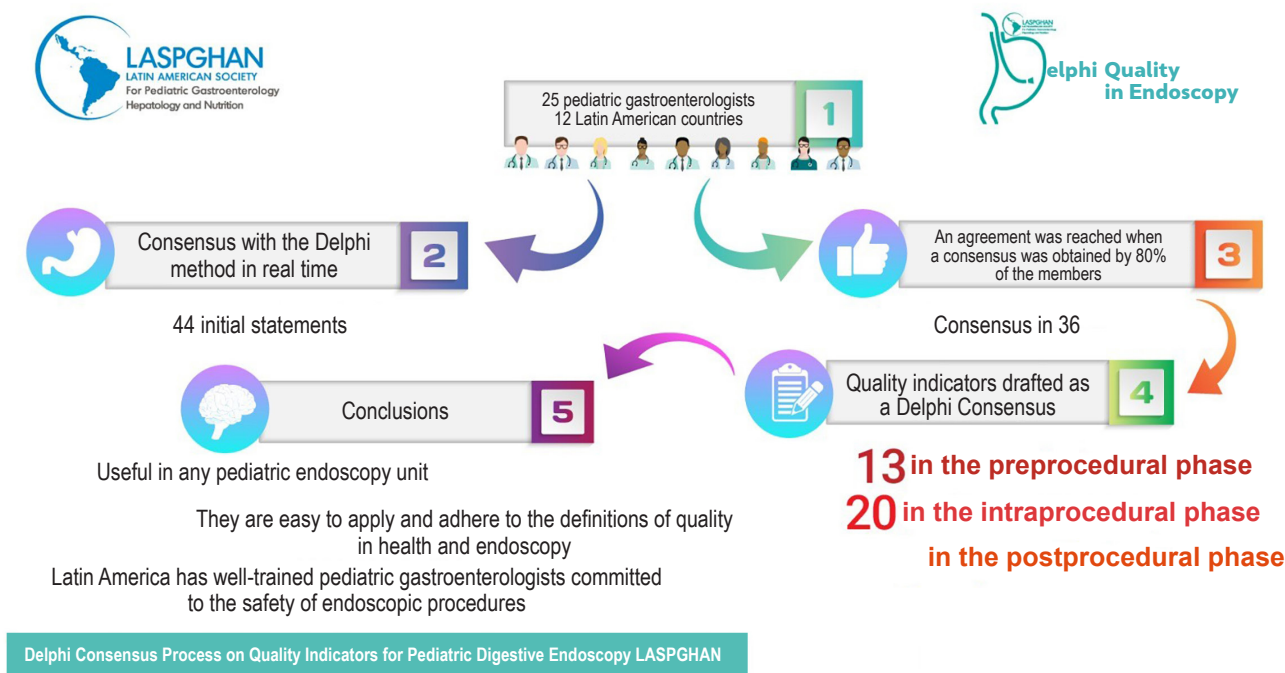 LASPGHAN
LATIN AMERICAN SOCIETY
For Pediatric Gastroenterology
Hepatology and Nutrition
LASPGHAN
elphi Quality
in Endoscopy
25 pediatric gastroenterologists
12 Latin American countries
1
Consensus with the Delphi
method in real time
2
44 initial statements
An agreement was reached when
a consensus was obtained by 80%
of the members
3
Consensus in 36
Quality indicators drafted as
a Delphi Consensus
4
13 in the preprocedural phase
20 in the intraprocedural phase
in the postprocedural phase
Conclusions
5
Useful in any pediatric endoscopy unit
They are easy to apply and adhere to the definitions of quality
in health and endoscopy
Latin America has well-trained pediatric gastroenterologists committed
to the safety of endoscopic procedures
Delphi Consensus Process on Quality Indicators for Pediatric Digestive Endoscopy LASPGHAN